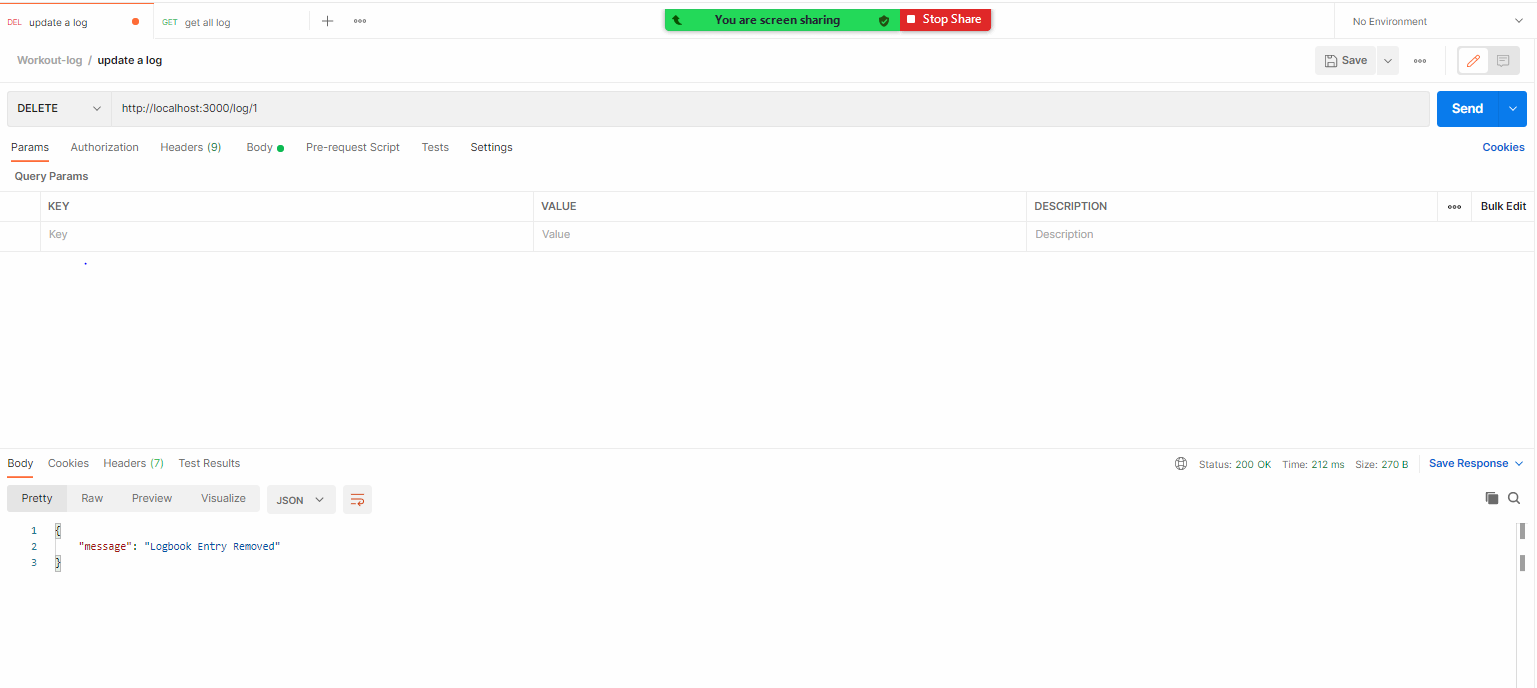 DEL update a log GET get all log You are screen sharing Stop Share No Environment
Workout-log / update a log Save
DELETE http://localhost:3000/log/1 Send
Params Authorization Headers (9) Body Pre-request Script Tests Settings Cookies
Query Params
KEY VALUE DESCRIPTION Bulk Edit
Key Value Description
Body Cookies Headers (7) Test Results Status: 200 OK Time: 212 ms Size: 270 B Save Response
Pretty Raw Preview Visualize JSON
1 {
2 "message": "Logbook Entry Removed"
3 }